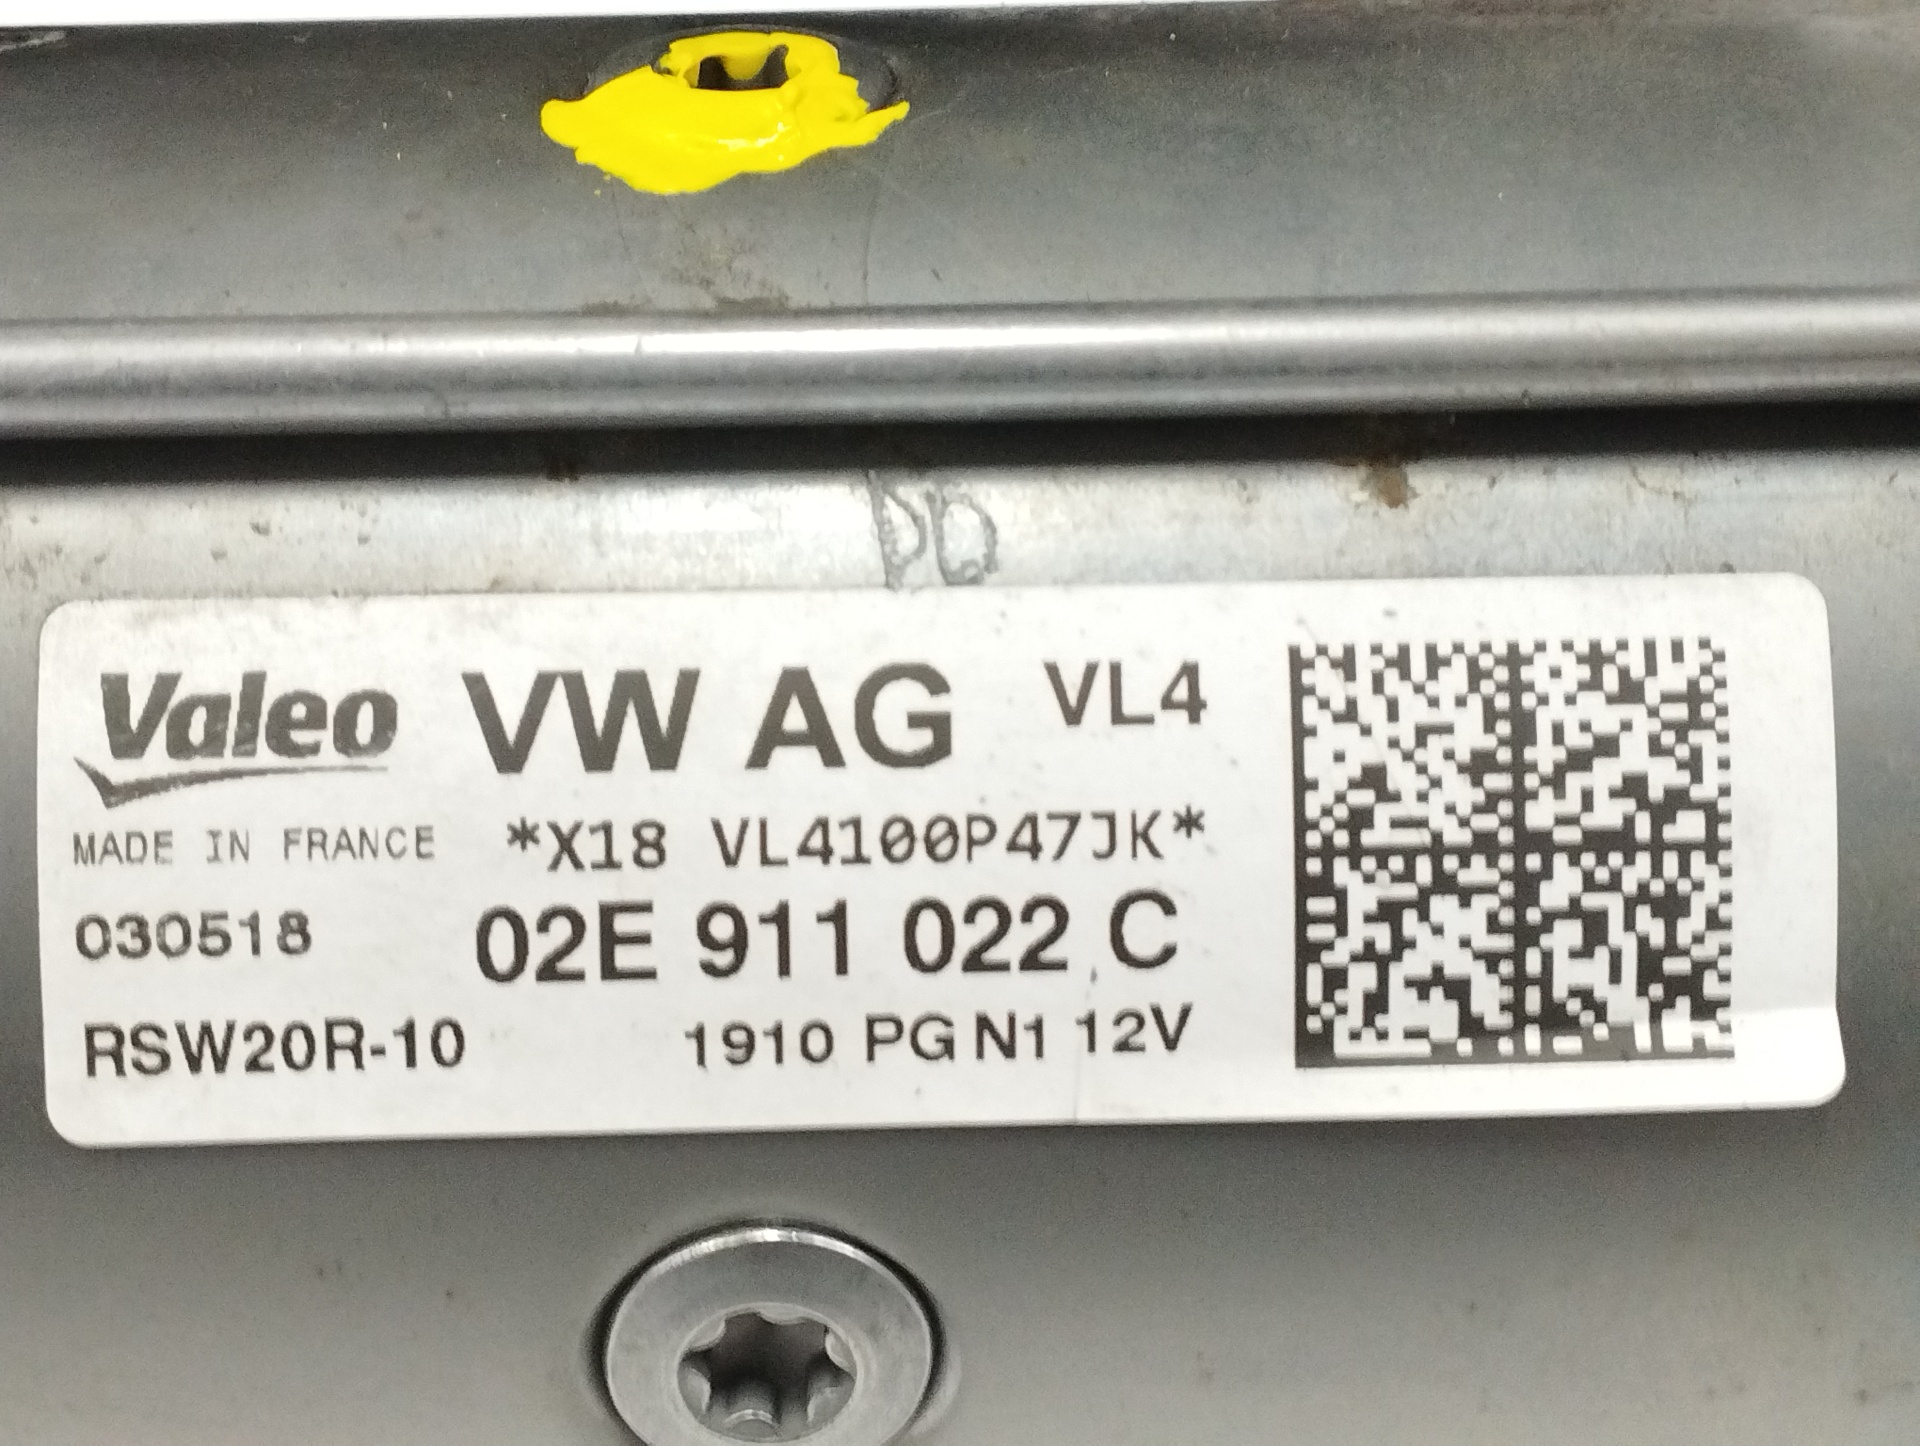 Valeo VW AG VL4
MADE IN FRANCE *X18 VL4100P47JK*
030518 02E 911 022 C
RSW20R-10 1910 PG N1 12V